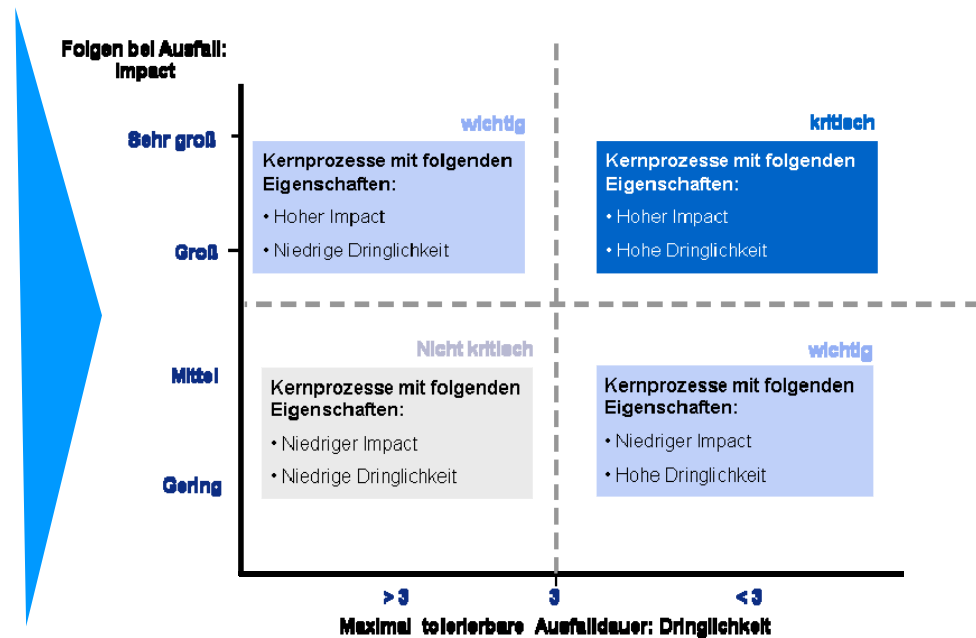 Folgen bei Ausfall:
Impact
Sehr groß
Groß
Mittel
Gering
wichtig
Kernprozesse mit folgenden
Eigenschaften:
• Hoher Impact
• Niedrige Dringlichkeit
kritisch
Kernprozesse mit folgenden
Eigenschaften:
• Hoher Impact
• Hohe Dringlichkeit
Nicht kritisch
Kernprozesse mit folgenden
Eigenschaften:
• Niedriger Impact
• Niedrige Dringlichkeit
wichtig
Kernprozesse mit folgenden
Eigenschaften:
• Niedriger Impact
• Hohe Dringlichkeit
> 3
3
< 3
Maximal tolerierbare Ausfalldauer: Dringlichkeit